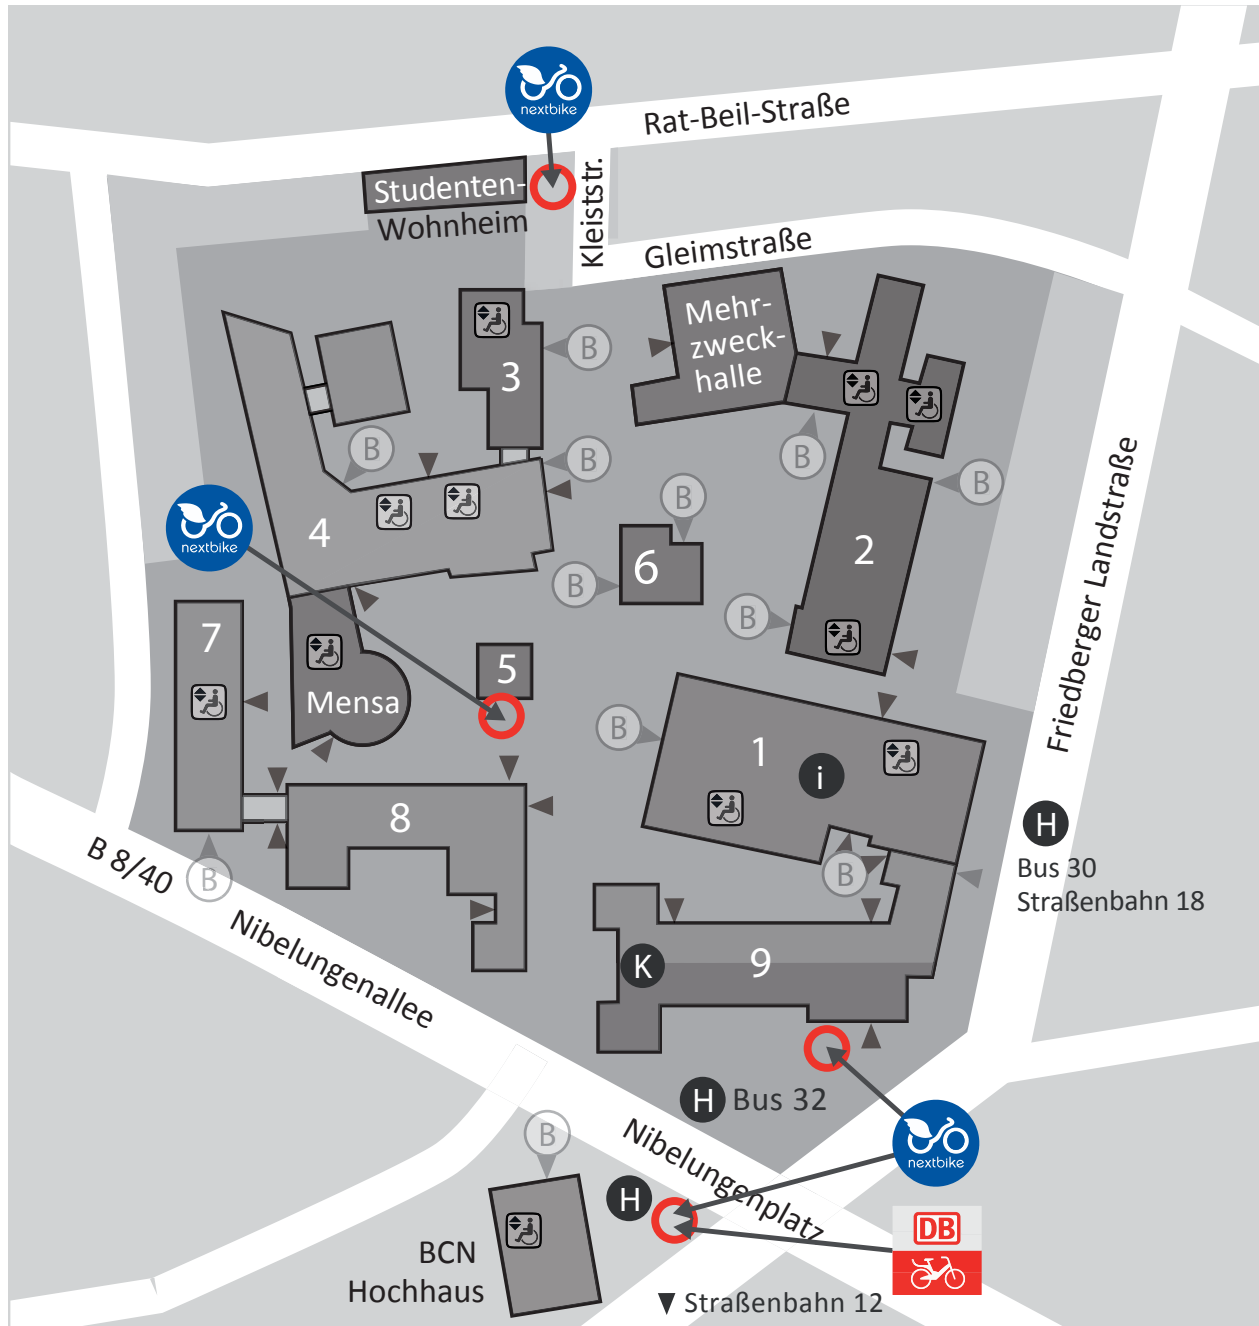 nextbike
Rat-Beil-Straße
Studenten-
Wohnheim
Kleiststr.
Gleimstraße
Mehr-
zweck-
halle
3
B
B
B
B
B
4
nextbike
B
6
2
B
B
7
5
Mensa
Friedberger Landstraße
B
1
i
8
H
Bus 30
Straßenbahn 18
B 8/40
B
B
Nibelungenallee
K
9
H Bus 32
B
Nibelungenplatz
nextbike
H
DB
BCN
Hochhaus
Straßenbahn 12